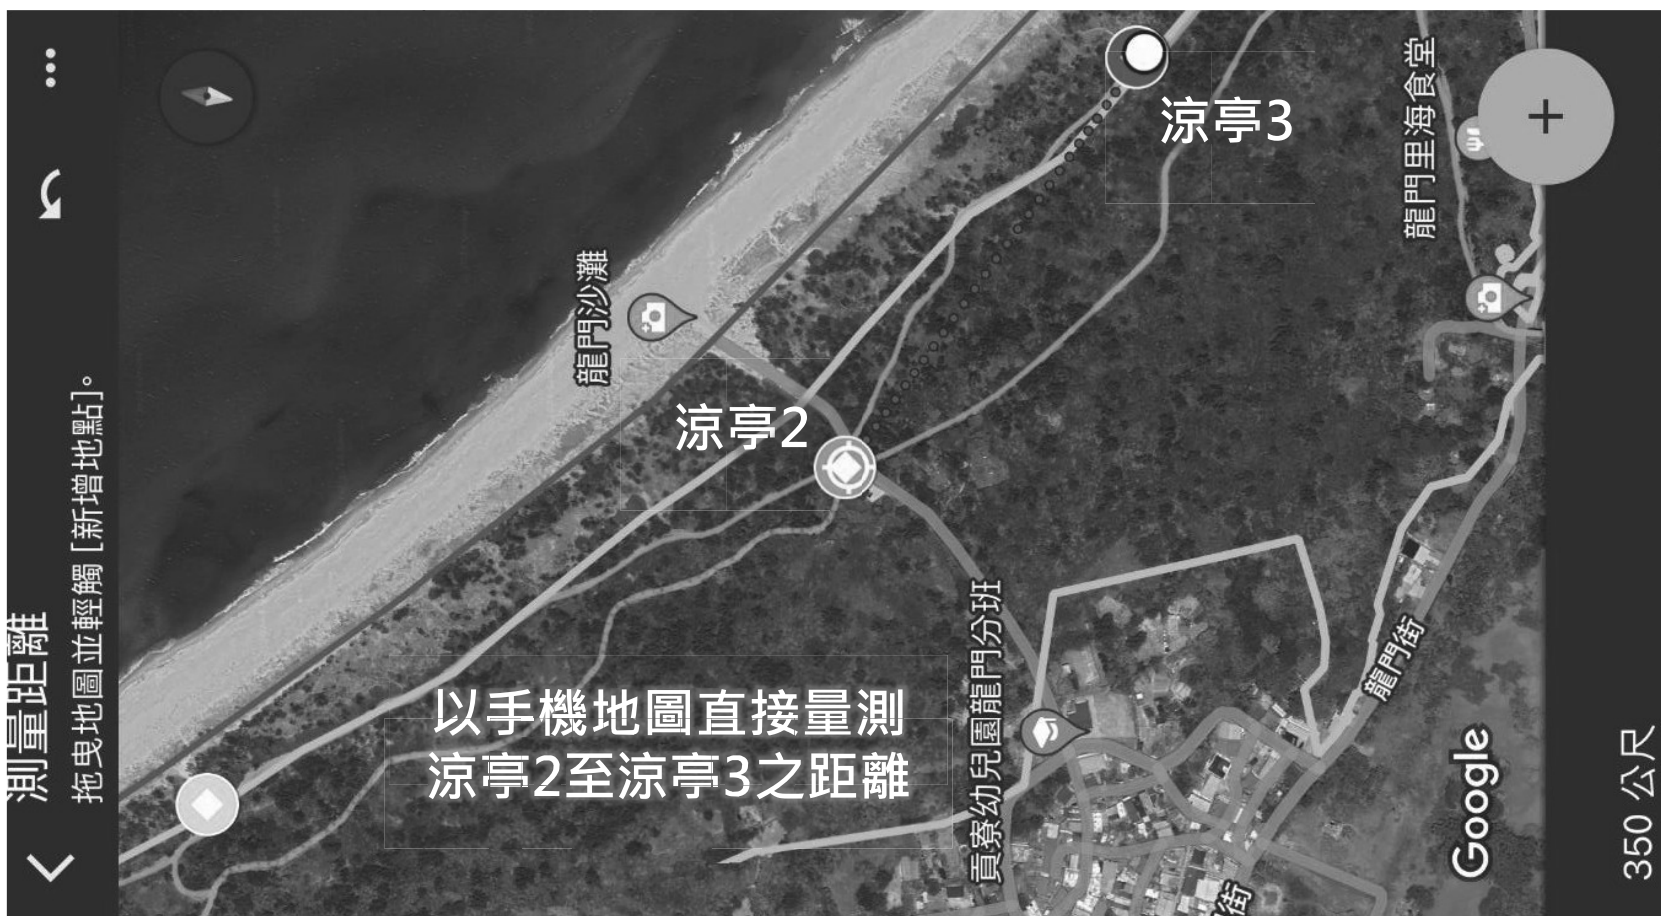 測量距離
拖曳地圖並輕觸 [新增地點]。
龍門沙灘
涼亭3
龍門里海食堂
涼亭2
以手機地圖直接量測
涼亭2至涼亭3之距離
貢寮幼兒園龍門分班
龍門街
街
Google
350 公尺